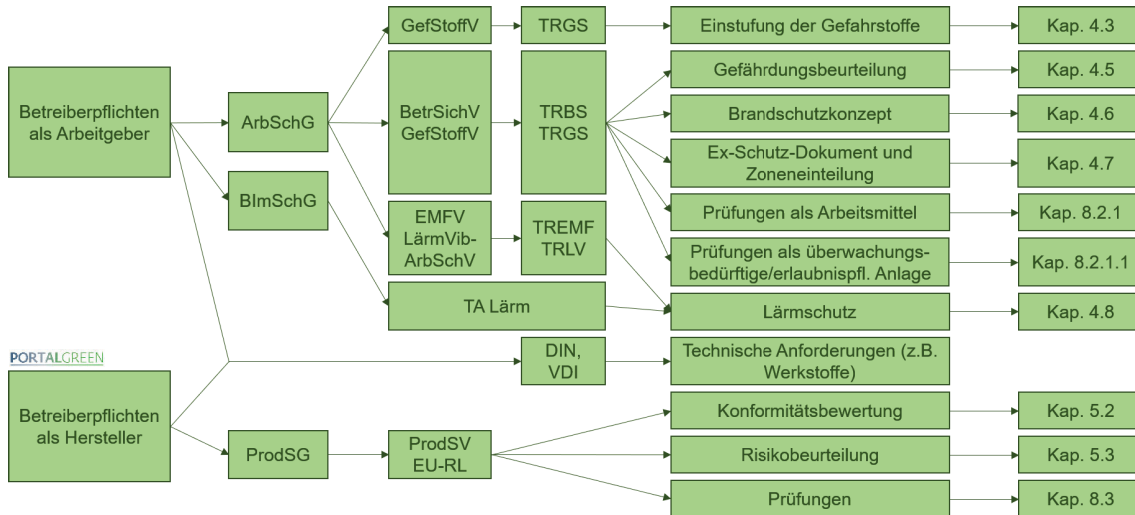 GefStoffV
TRGS
Einstufung der Gefahrstoffe
Kap. 4.3
Betreiberpflichten
als Arbeitgeber
ArbSchG
BImSchG
BetrSichV
GefStoffV
TRBS
TRGS
Gefährdungsbeurteilung
Kap. 4.5
Brandschutzkonzept
Kap. 4.6
Ex-Schutz-Dokument und
Zoneneinteilung
Kap. 4.7
Prüfungen als Arbeitsmittel
Kap. 8.2.1
EMFV
LärmVib-
ArbSchV
TREMF
TRLV
Prüfungen als überwachungs-
bedürftige/erlaubnispfl. Anlage
Kap. 8.2.1.1
TA Lärm
Lärmschutz
Kap. 4.8
PORTALGREEN
DIN,
VDI
Technische Anforderungen (z.B.
Werkstoffe)
Betreiberpflichten
als Hersteller
ProdSG
ProdSV
EU-RL
Konformitätsbewertung
Kap. 5.2
Risikobeurteilung
Kap. 5.3
Prüfungen
Kap. 8.3